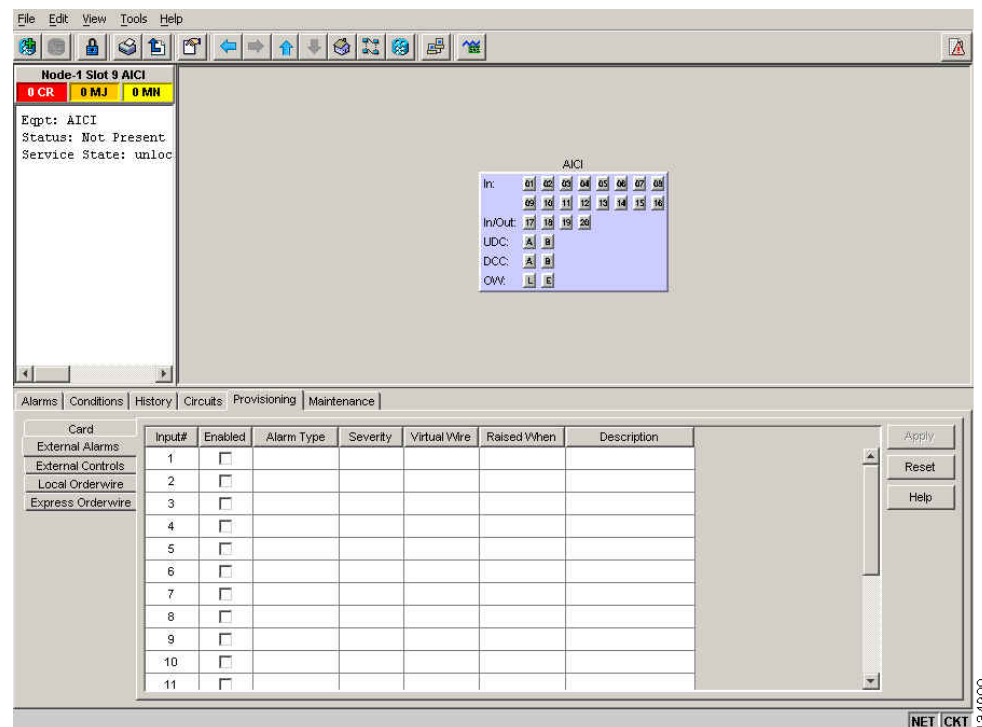 File Edit View Tools Help
Node-1 Slot 9 AICI
0 CR 0 MJ 0 MN
Eqpt: AICI
Status: Not Present
Service State: unloc
AICI
In: 01 02 03 04 05 06 07 08
09 10 11 12 13 14 15 16
In/Out: 17 18 19 20
UDC: A B
DCC: A B
OW: L E
Alarms Conditions History Circuits Provisioning Maintenance
Card
External Alarms
External Controls
Local Orderwire
Express Orderwire
Input# Enabled Alarm Type Severity Virtual Wire Raised When Description
1
2
3
4
5
6
7
8
9
10
11
Apply
Reset
Help
NET CKT